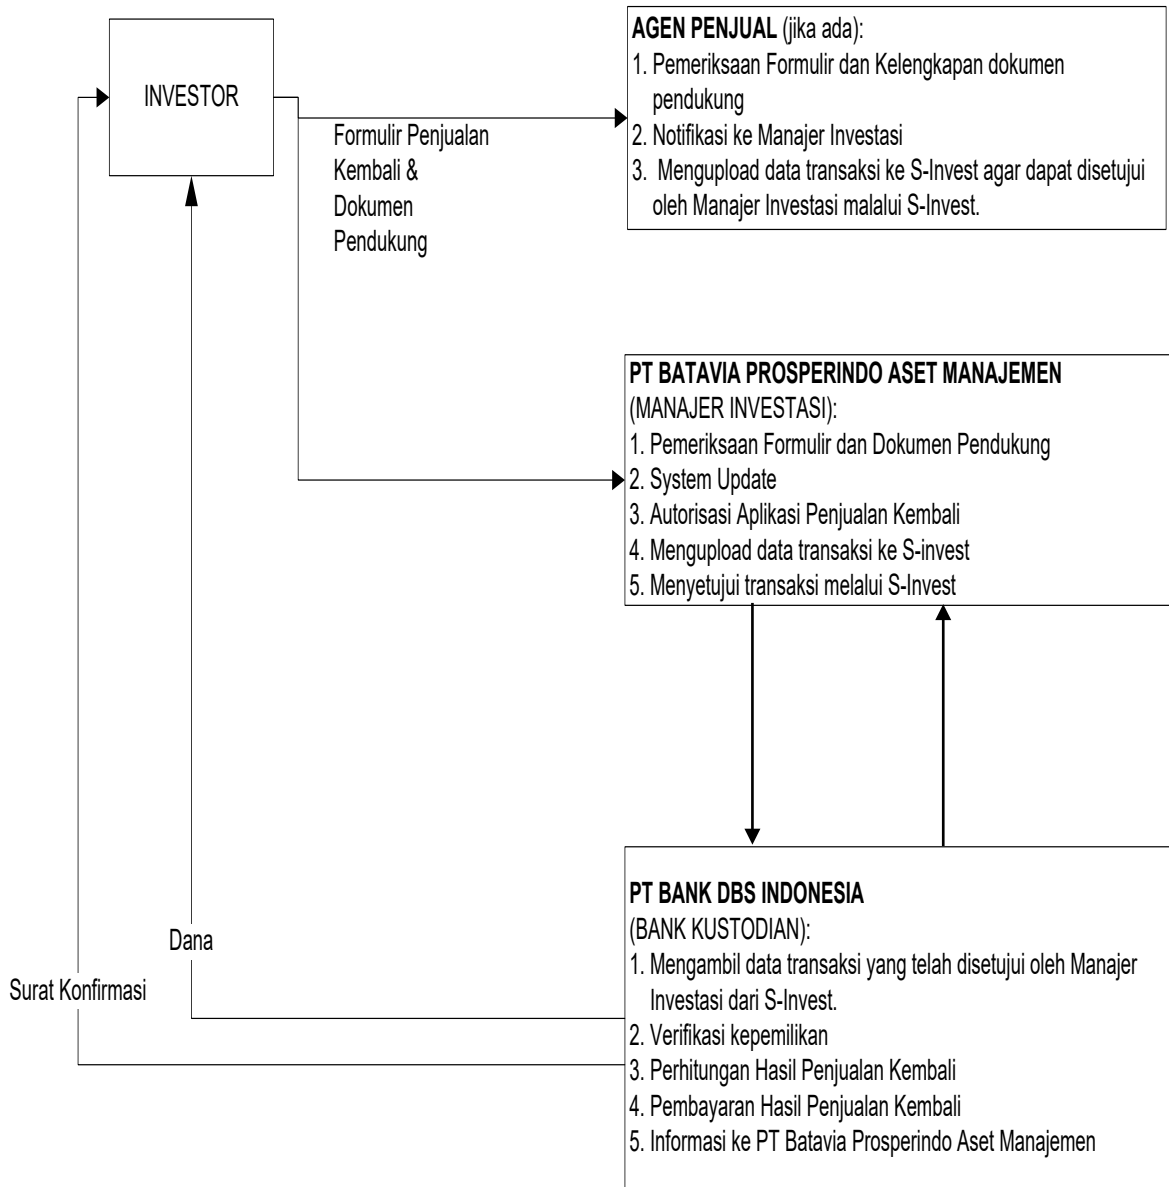 INVESTOR
Formulir Penjualan
Kembali &
Dokumen
Pendukung
AGEN PENJUAL (jika ada):
1. Pemeriksaan Formulir dan Kelengkapan dokumen
pendukung
2. Notifikasi ke Manajer Investasi
3. Mengupload data transaksi ke S-Invest agar dapat disetujui
oleh Manajer Investasi malalui S-Invest.
PT BATAVIA PROSPERINDO ASET MANAJEMEN
(MANAJER INVESTASI):
1. Pemeriksaan Formulir dan Dokumen Pendukung
2. System Update
3. Autorisasi Aplikasi Penjualan Kembali
4. Mengupload data transaksi ke S-invest
5. Menyetujui transaksi melalui S-Invest
PT BANK DBS INDONESIA
(BANK KUSTODIAN):
1. Mengambil data transaksi yang telah disetujui oleh Manajer
Investasi dari S-Invest.
2. Verifikasi kepemilikan
3. Perhitungan Hasil Penjualan Kembali
4. Pembayaran Hasil Penjualan Kembali
5. Informasi ke PT Batavia Prosperindo Aset Manajemen
Dana
Surat Konfirmasi